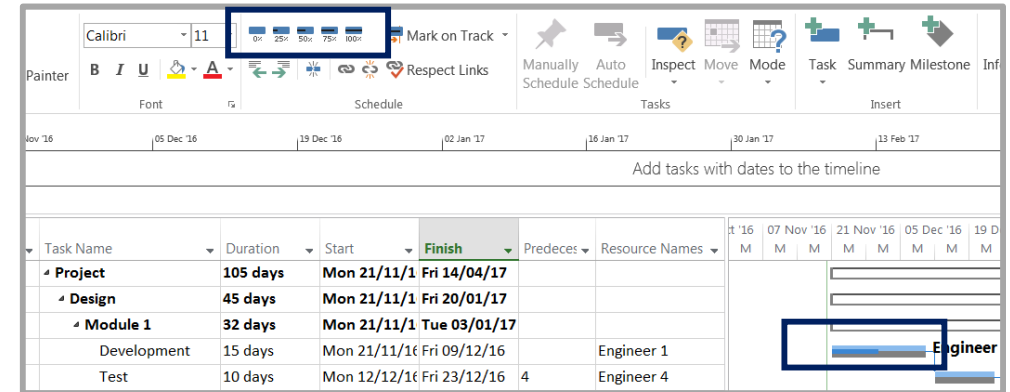 Calibri 11 0% 25% 50% 75% 100% Mark on Track
Painter B I U A Respect Links Manually Schedule Auto Schedule Inspect Move Mode Task Summary Milestone Inf
Font Schedule Tasks Insert
Nov '16 05 Dec '16 19 Dec '16 02 Jan '17 16 Jan '17 30 Jan '17 13 Feb '17
Add tasks with dates to the timeline
t '16 07 Nov '16 21 Nov '16 05 Dec '16 19 D
Task Name Duration Start Finish Predeces Resource Names M M M M M M M M
Project 105 days Mon 21/11/1 Fri 14/04/17
Design 45 days Mon 21/11/1 Fri 20/01/17
Module 1 32 days Mon 21/11/1 Tue 03/01/17
Development 15 days Mon 21/11/16 Fri 09/12/16 Engineer 1 Engineer
Test 10 days Mon 12/12/16 Fri 23/12/16 4 Engineer 4